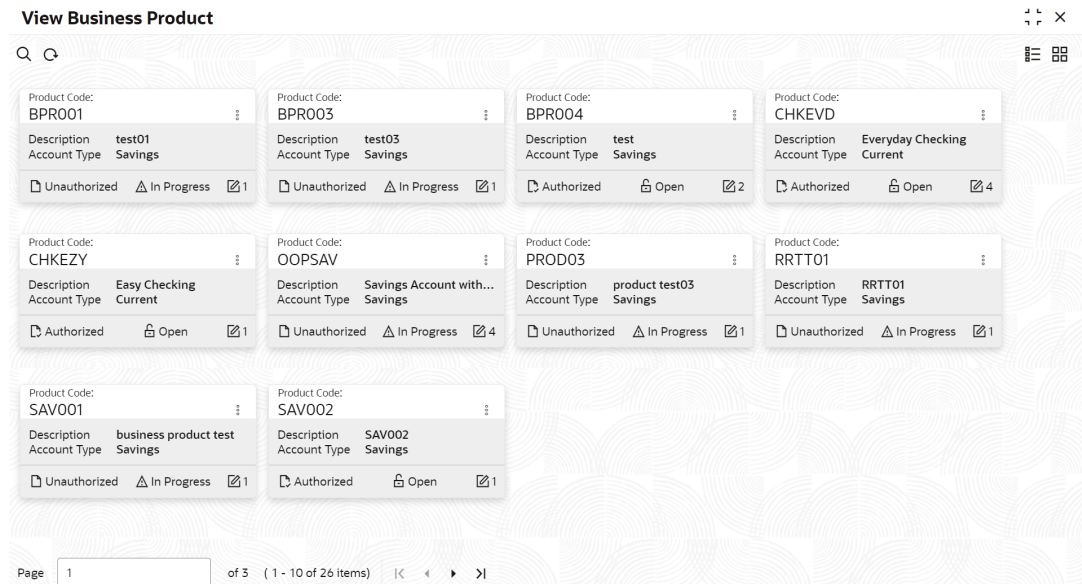 View Business Product
Product Code:
BPR001
Description test01
Account Type Savings
Unauthorized In Progress 1
Product Code:
BPR003
Description test03
Account Type Savings
Unauthorized In Progress 1
Product Code:
BPR004
Description test
Account Type Savings
Authorized Open 2
Product Code:
CHKEVD
Description Everyday Checking
Account Type Current
Authorized Open 4
Product Code:
CHKEZY
Description Easy Checking
Account Type Current
Authorized Open 1
Product Code:
OOPSAV
Description Savings Account with...
Account Type Savings
Unauthorized In Progress 4
Product Code:
PROD03
Description product test03
Account Type Savings
Unauthorized In Progress 1
Product Code:
RRTT01
Description RRTT01
Account Type Savings
Unauthorized In Progress 1
Product Code:
SAV001
Description business product test
Account Type Savings
Unauthorized In Progress 1
Product Code:
SAV002
Description SAV002
Account Type Savings
Authorized Open 1
Page 1 of 3 ( 1 - 10 of 26 items)